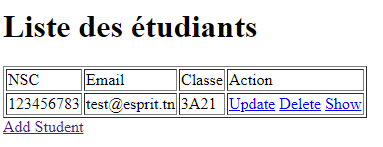 Liste des étudiants
NSC Email Classe Action
123456783 test@esprit.tn 3A21 Update Delete Show
Add Student